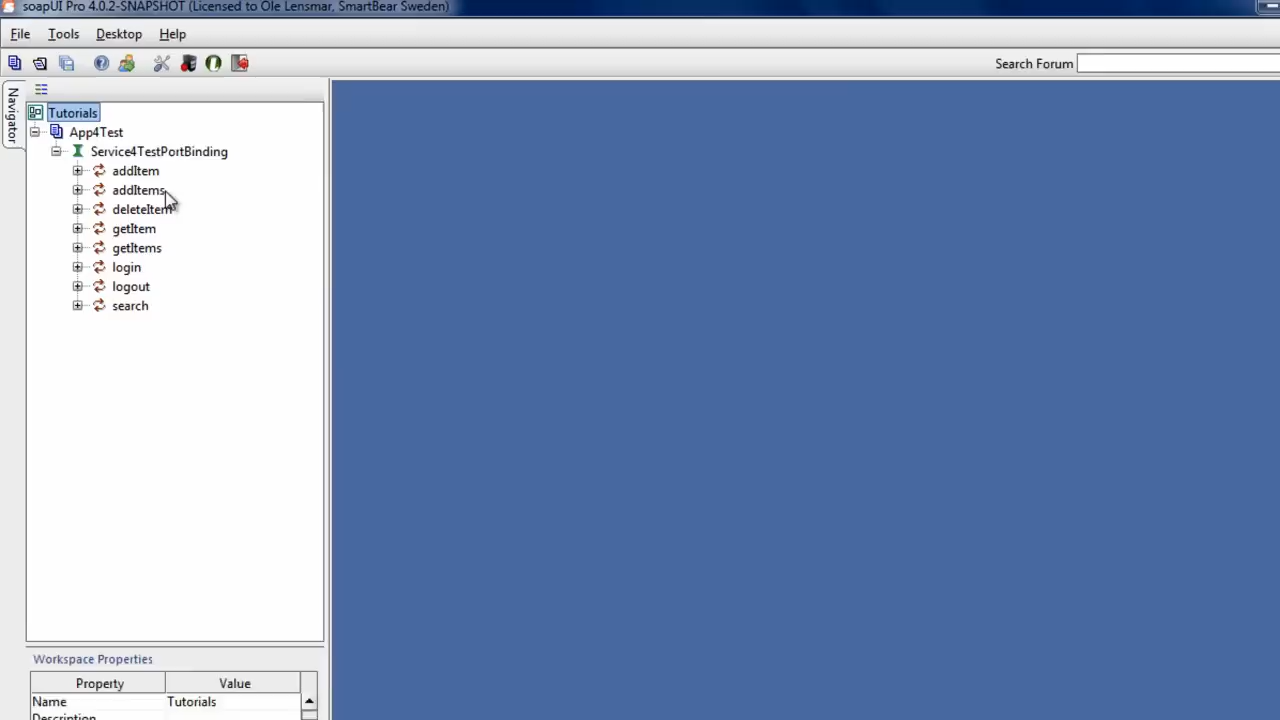 soapUI Pro 4.0.2-SNAPSHOT (Licensed to Ole Lensmar, SmartBear Sweden)
File Tools Desktop Help
Search Forum
Navigator
Tutorials
App4Test
Service4TestPortBinding
addItem
addItems
deleteItem
getItem
getItems
login
logout
search
Workspace Properties
Property Value
Name Tutorials
Description